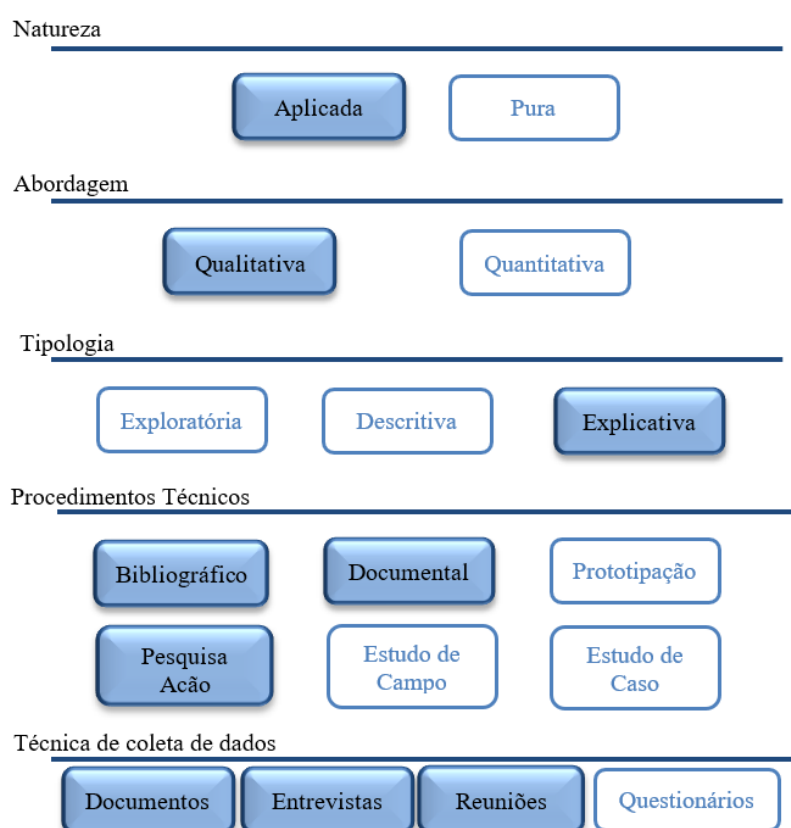 Natureza
Aplicada Pura
Abordagem
Qualitativa Quantitativa
Tipologia
Exploratória Descritiva Explicativa
Procedimentos Técnicos
Bibliográfico Documental Prototipação
Pesquisa Estudo de Estudo de
Acão Campo Caso
Técnica de coleta de dados
Documentos Entrevistas Reuniões Questionários